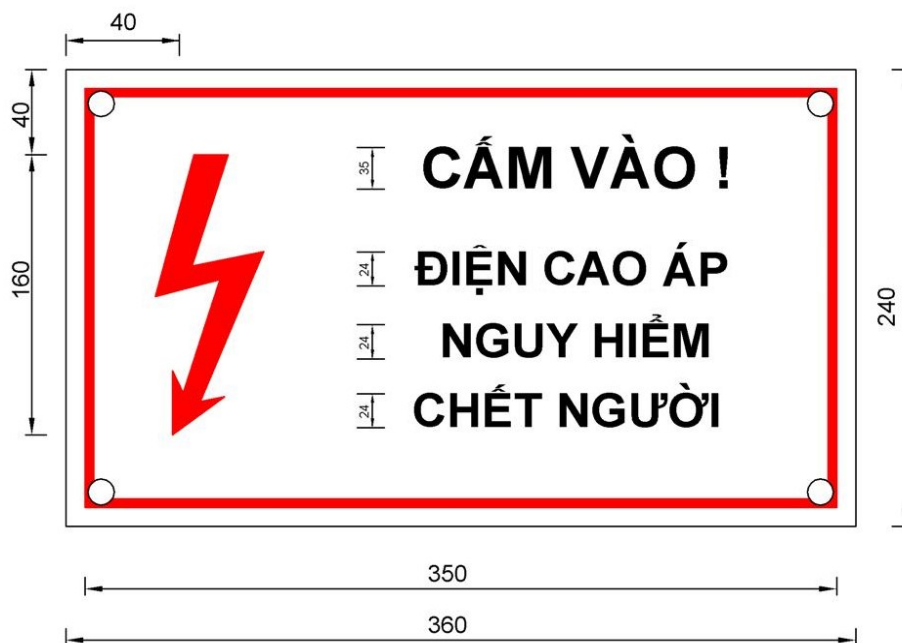 40
40
35
CẤM VÀO !
160
24
ĐIỆN CAO ÁP
240
24
NGUY HIỂM
24
CHẾT NGƯỜI
350
360